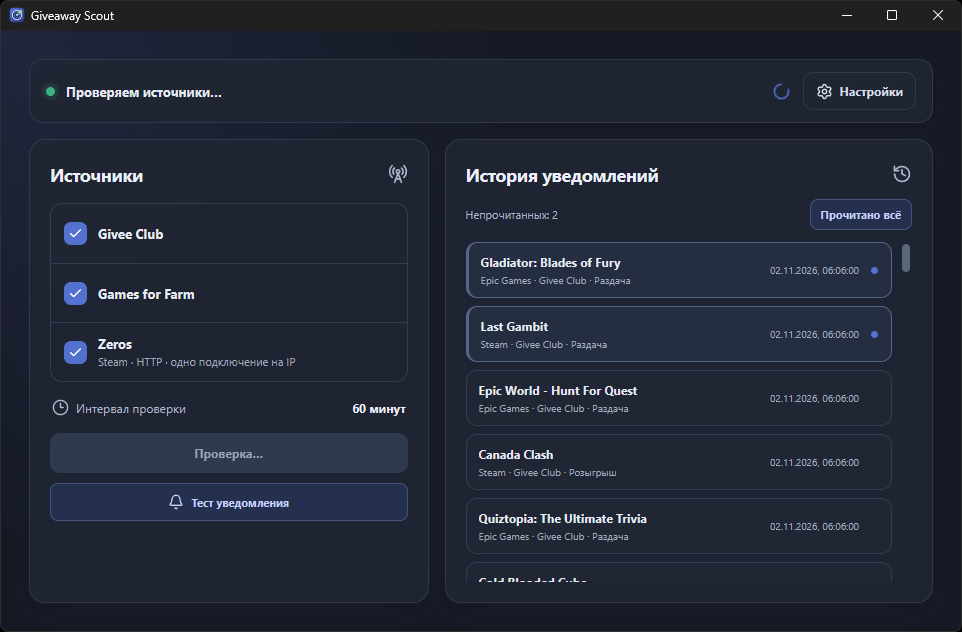 Giveaway Scout
Проверяем источники...
Настройки
Источники
Givee Club
Games for Farm
Zeros
Steam · HTTP · одно подключение на IP
Интервал проверки
60 минут
Проверка...
Тест уведомления
История уведомлений
Непрочитанных: 2
Прочитано всё
Gladiator: Blades of Fury
Epic Games · Givee Club · Раздача
02.11.2026, 06:06:00
Last Gambit
Steam · Givee Club · Раздача
02.11.2026, 06:06:00
Epic World - Hunt For Quest
Epic Games · Givee Club · Раздача
02.11.2026, 06:06:00
Canada Clash
Steam · Givee Club · Розыгрыш
02.11.2026, 06:06:00
Quiztopia: The Ultimate Trivia
Epic Games · Givee Club · Раздача
02.11.2026, 06:06:00